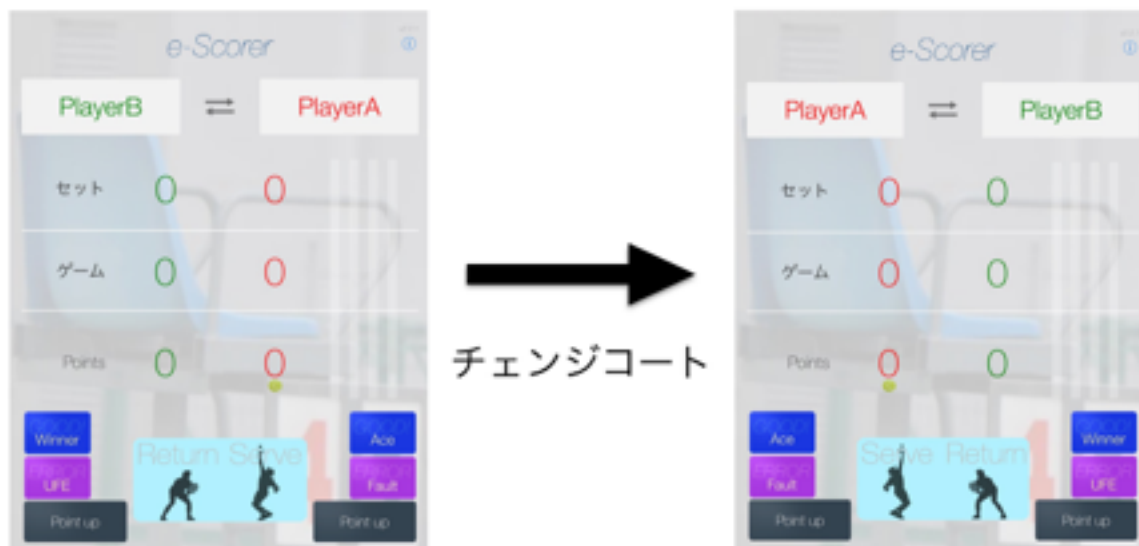 e-Scorer
PlayerB ⇄ PlayerA
セット 0 0
ゲーム 0 0
Points 0 0
Winner
UFE
Return Serve
Ace
Fault
Point up
Point up
チェンジコート
e-Scorer
PlayerA ⇄ PlayerB
セット 0 0
ゲーム 0 0
Points 0 0
Ace
Fault
Serve Return
Winner
UFE
Point up
Point up